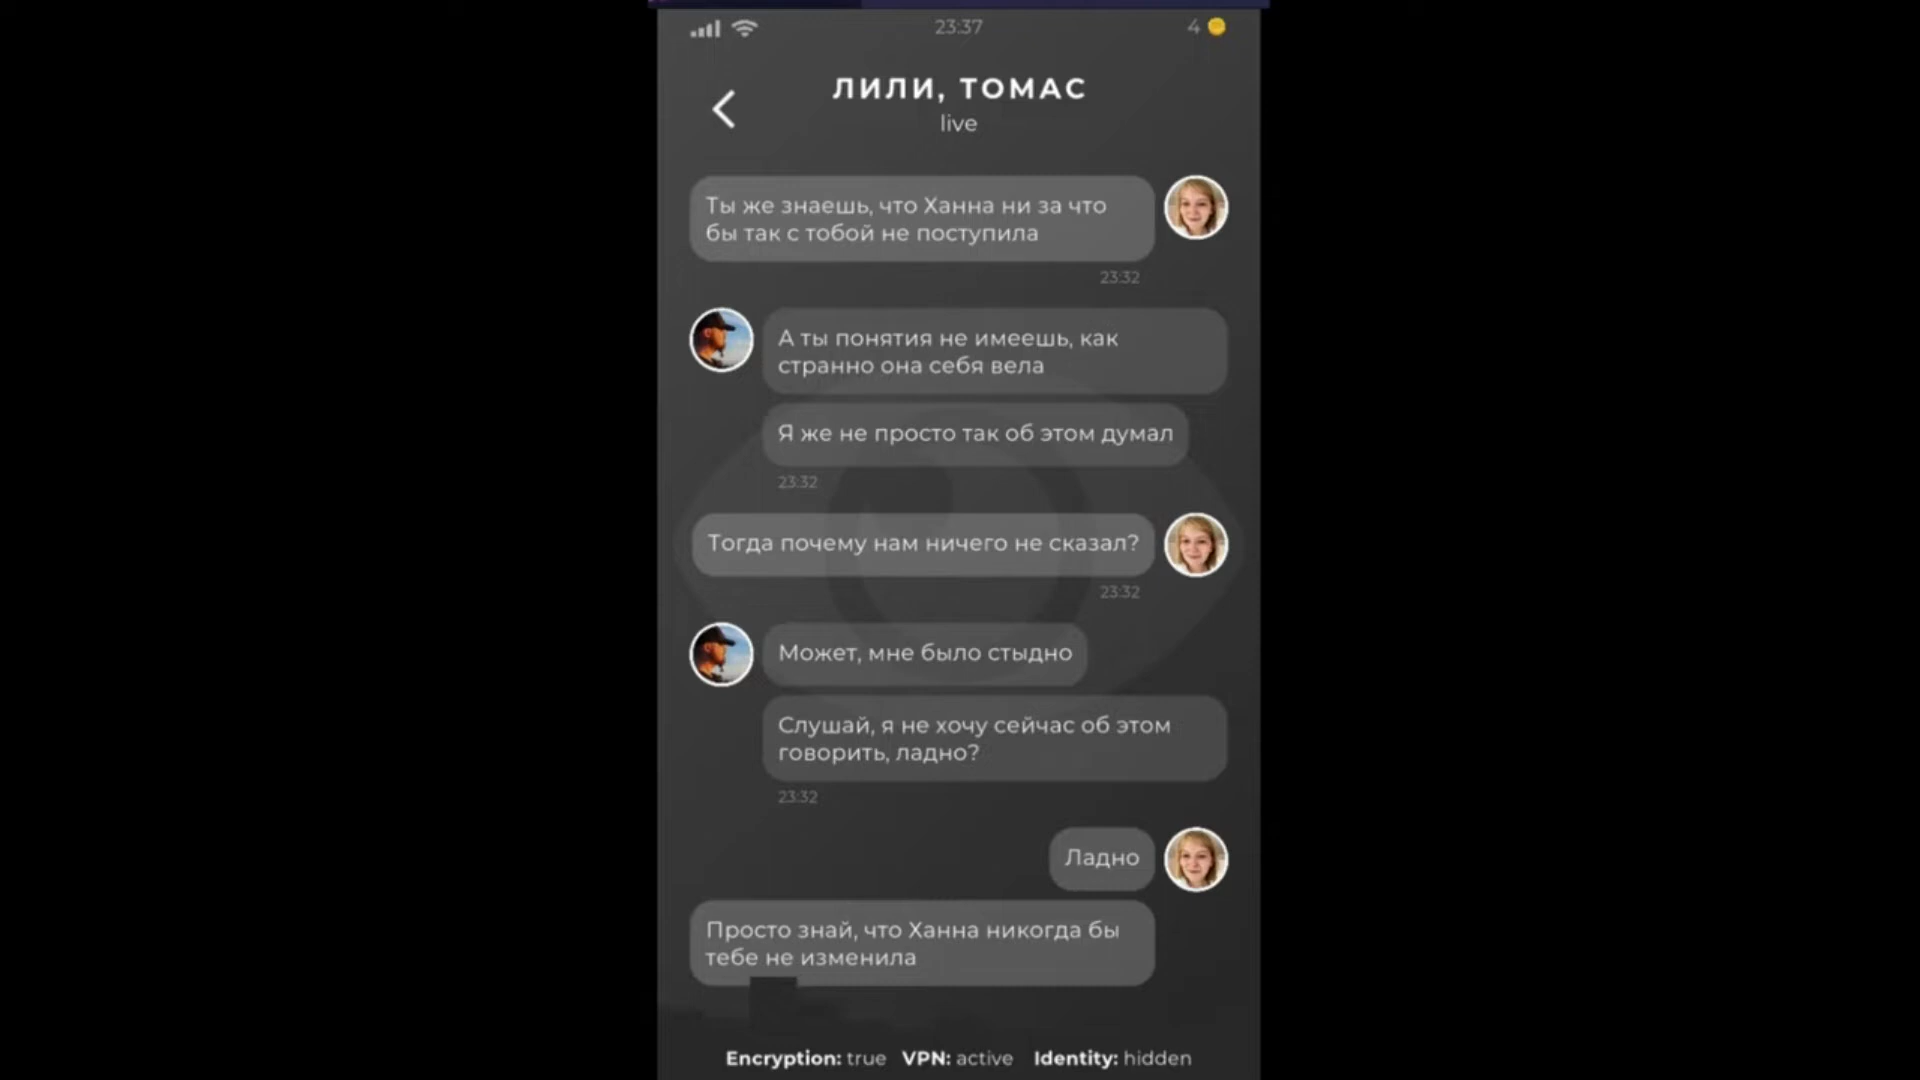 23:37
4
ЛИЛИ, ТОМАС
live
Ты же знаешь, что Ханна ни за что
бы так с тобой не поступила
23:32
А ты понятия не имеешь, как
странно она себя вела
Я же не просто так об этом думал
23:32
Тогда почему нам ничего не сказал?
23:32
Может, мне было стыдно
Слушай, я не хочу сейчас об этом
говорить, ладно?
23:32
Ладно
Просто знай, что Ханна никогда бы
тебе не изменила
Encryption: true VPN: active Identity: hidden